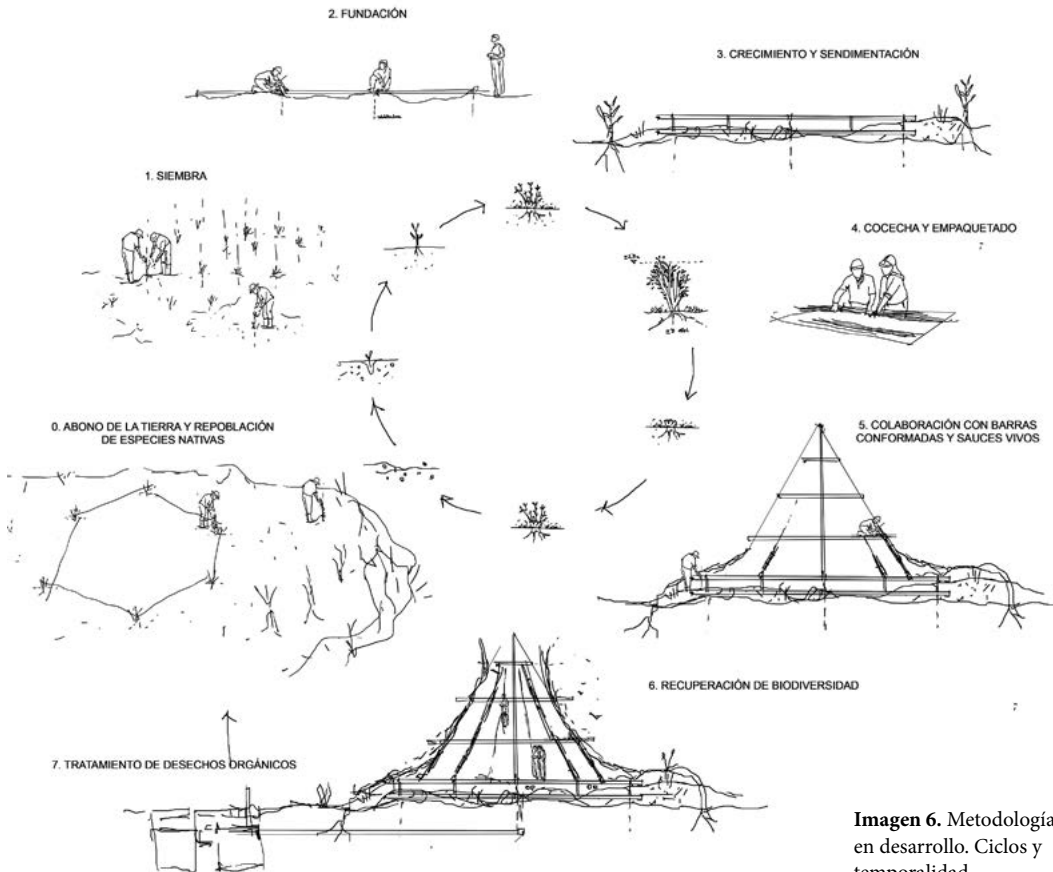 2. FUNDACIÓN
3. CRECIMIENTO Y SENDIMENTACIÓN
1. SIEMBRA
4. COCECHA Y EMPAQUETADO
0. ABONO DE LA TIERRA Y REPOBLACIÓN
DE ESPECIES NATIVAS
5. COLABORACIÓN CON BARRAS
CONFORMADAS Y SAUCES VIVOS
6. RECUPERACIÓN DE BIODIVERSIDAD
7. TRATAMIENTO DE DESECHOS ORGÁNICOS
Imagen 6. Metodología
en desarrollo. Ciclos y
temporalidad